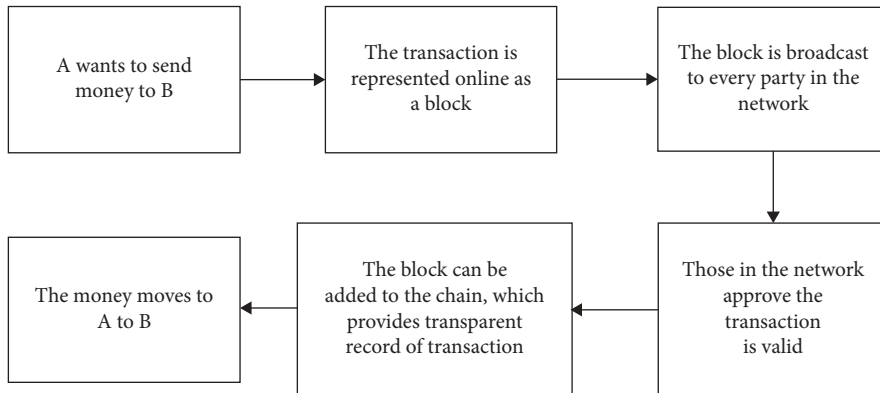 A wants to send
money to B
The transaction is
represented online as
a block
The block is broadcast
to every party in the
network
Those in the network
approve the
transaction
is valid
The block can be
added to the chain, which
provides transparent
record of transaction
The money moves to
A to B